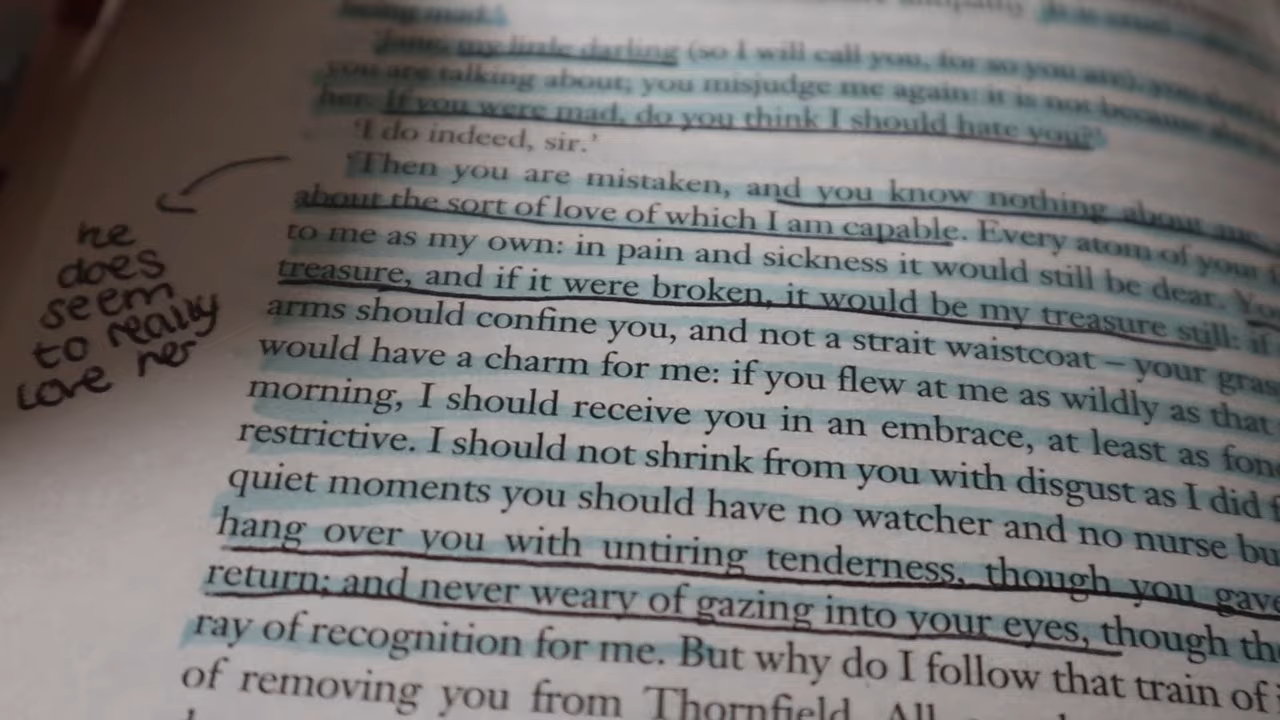 being mad.'
'Jane, my little darling (so I will call you, for so you are), you don't
you are talking about; you misjudge me again: it is not because she
her. If you were mad, do you think I should hate you?'
'I do indeed, sir.'
'Then you are mistaken, and you know nothing about me,
about the sort of love of which I am capable. Every atom of your
to me as my own: in pain and sickness it would still be dear. Your
treasure, and if it were broken, it would be my treasure still: if
arms should confine you, and not a strait waistcoat – your grasp
would have a charm for me: if you flew at me as wildly as that
morning, I should receive you in an embrace, at least as fond
restrictive. I should not shrink from you with disgust as I did
quiet moments you should have no watcher and no nurse but
hang over you with untiring tenderness, though you gave
return; and never weary of gazing into your eyes, though they
ray of recognition for me. But why do I follow that train of
of removing you from Thornfield. All
he
does
seem
to really
love her